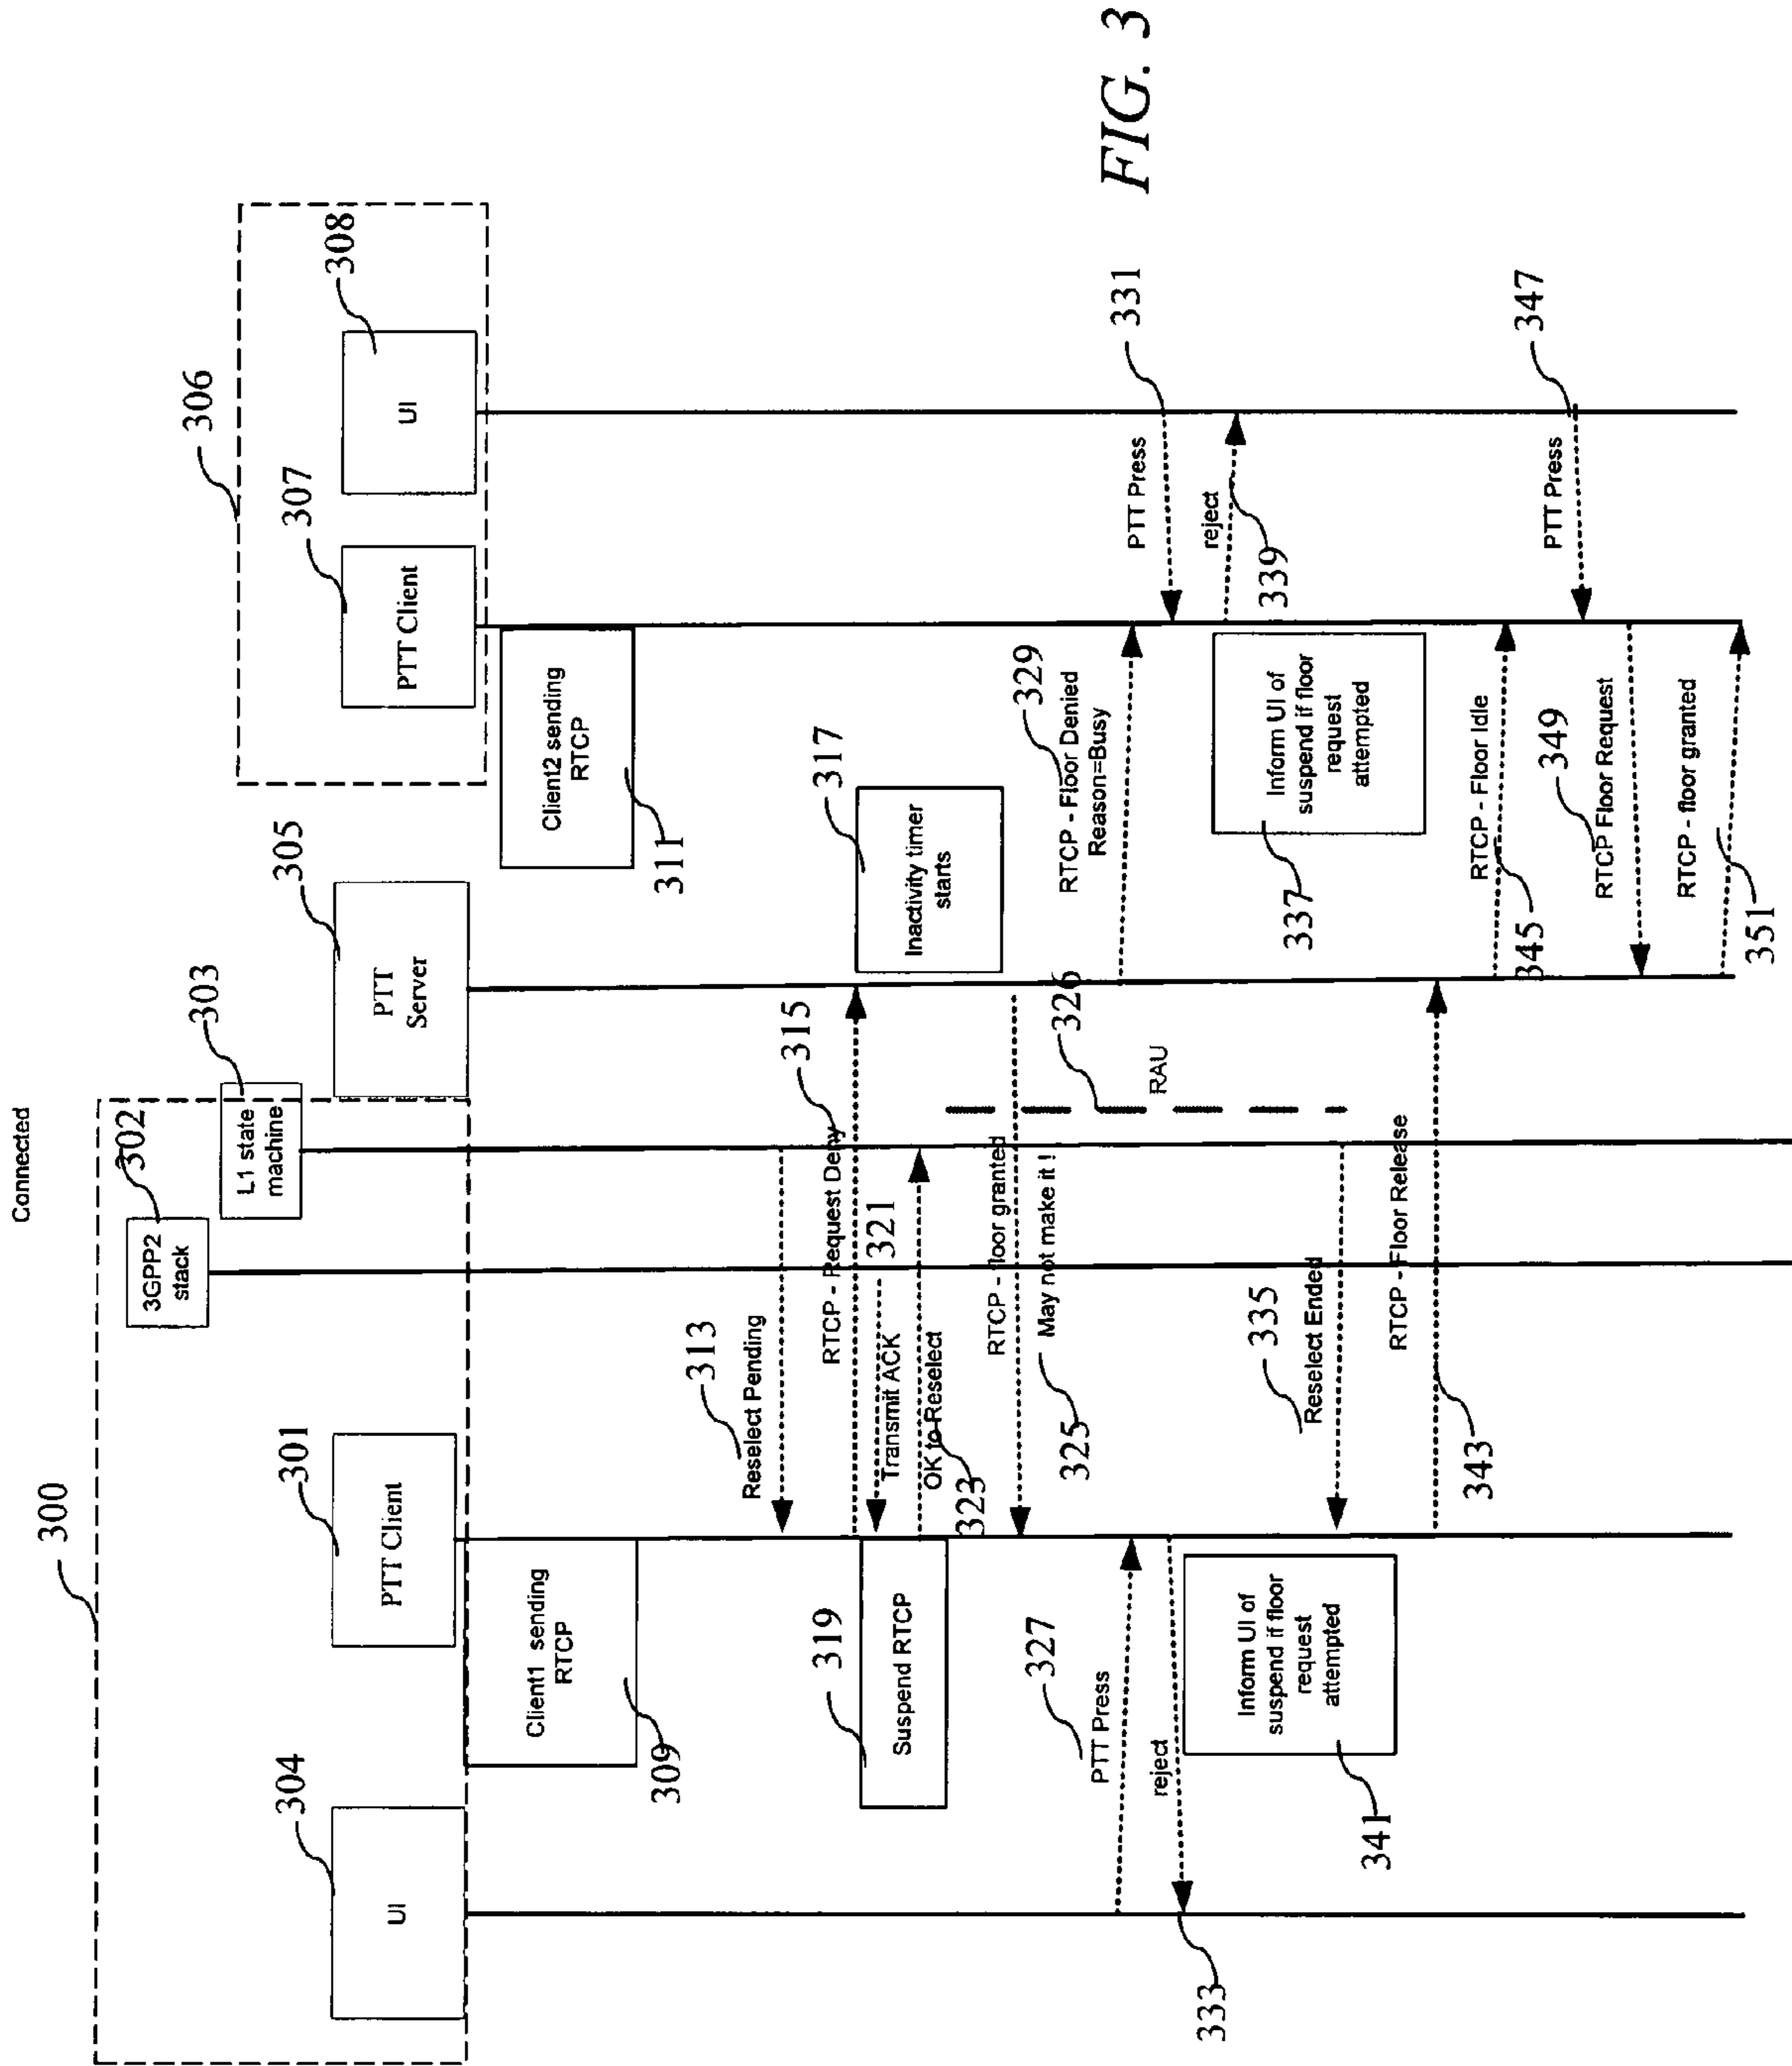 Connected
300
304
UI
301
PTT Client
302
3GPP2
stack
303
L1 state
machine
305
PTT
Server
306
307
PTT Client
308
UI
Client1 sending
RTCP
309
Client2 sending
RTCP
311
313
Reselect Pending
RTCP - Request Deny
315
317
Inactivity timer
starts
319
Suspend RTCP
321
Transmit ACK
OK to Reselect
323
RTCP - floor granted
325
May not make it !
326
RAU
327
PTT Press
329
RTCP - Floor Denied
Reason=Busy
331
PTT Press
reject
333
reject
339
335
Reselect Ended
337
Inform UI of
suspend if floor
request
attempted
341
Inform UI of
suspend if floor
request
attempted
RTCP - Floor Release
343
RTCP - Floor Idle
345
347
PTT Press
349
RTCP Floor Request
RTCP - floor granted
351
FIG. 3